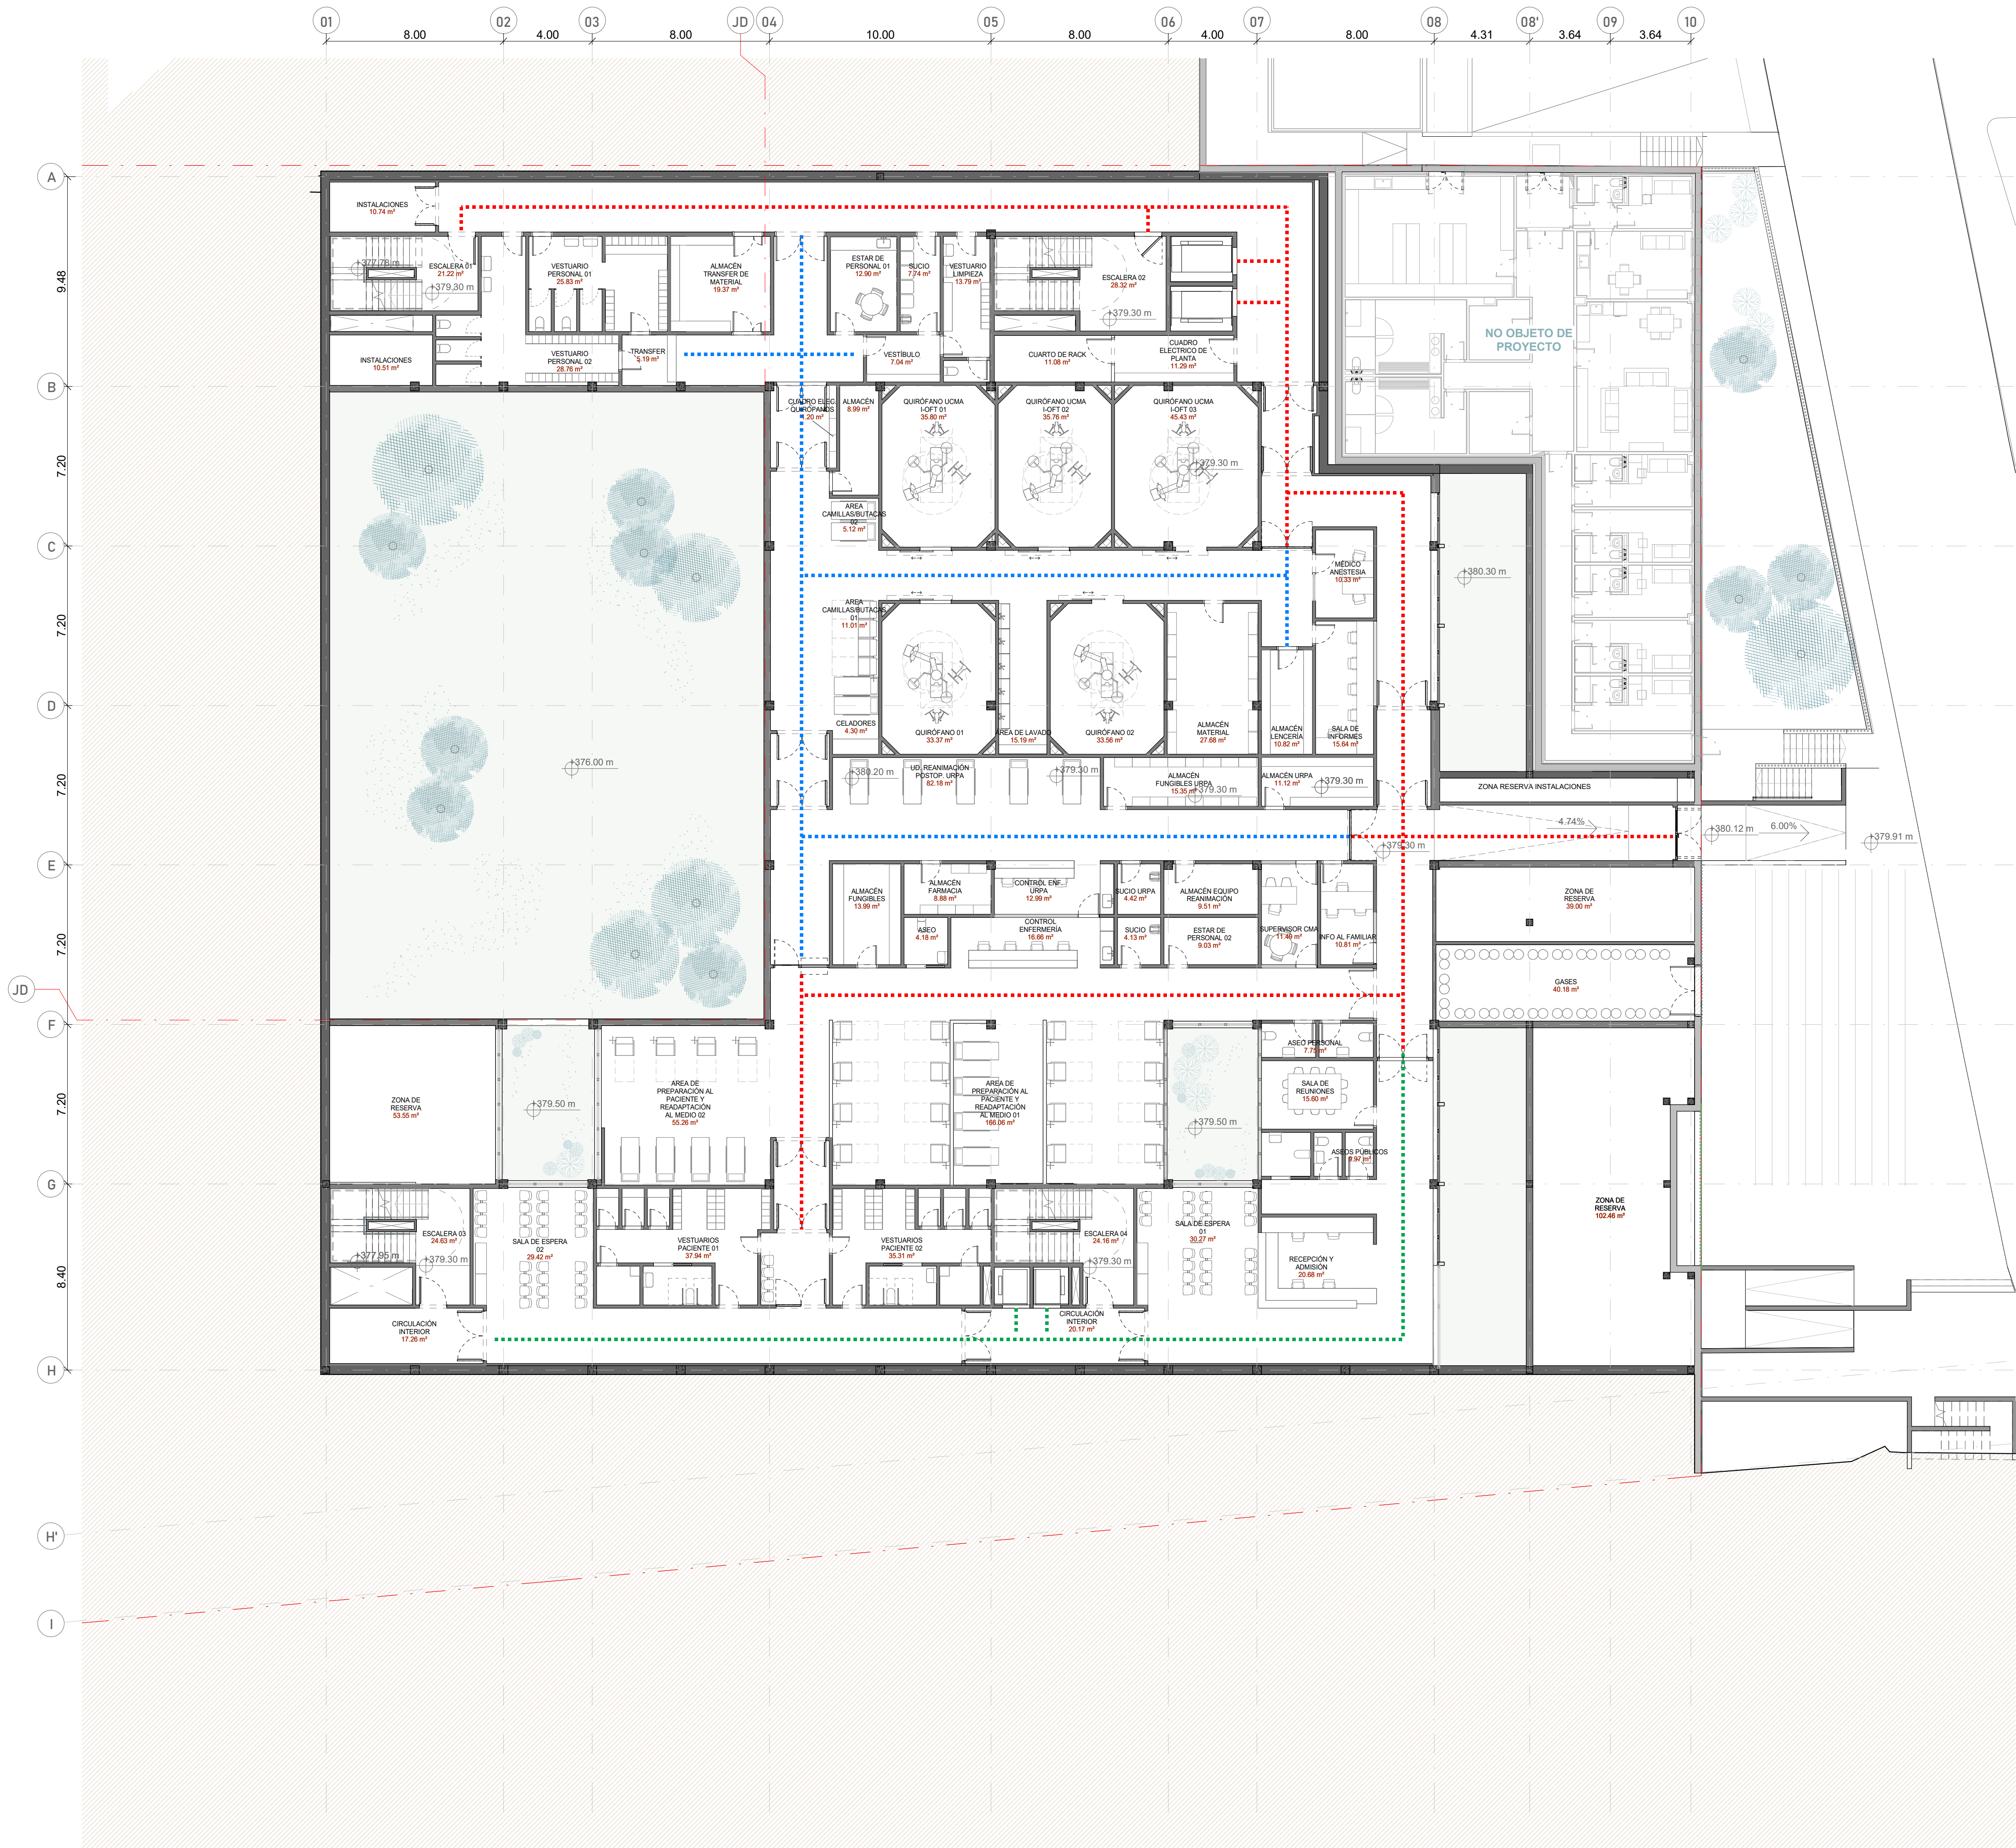 01 02 03 JD 04 05 06 07 08 08' 09 10
8.00 4.00 8.00 10.00 8.00 4.00 8.00 4.31 3.64 3.64
A
INSTALACIONES
10.74 m²
9.48
+377.78 m
ESCALERA 01
21.22 m²
+379.30 m
VESTUARIO
PERSONAL 01
25.83 m²
ALMACÉN
TRANSFER DE
MATERIAL
19.37 m²
ESTAR DE
PERSONAL 01
12.90 m²
SUCIO
7.74 m²
VESTUARIO
LIMPIEZA
13.79 m²
ESCALERA 02
28.32 m²
+379.30 m
NO OBJETO DE
PROYECTO
INSTALACIONES
10.51 m²
VESTUARIO
PERSONAL 02
28.76 m²
TRANSFER
5.19 m²
VESTÍBULO
7.04 m²
CUARTO DE RACK
11.08 m²
CUADRO
ELECTRICO DE
PLANTA
11.29 m²
B
CUADRO ELEC.
QUIRÓFANOS
.20 m²
ALMACÉN
8.99 m²
QUIRÓFANO UCMA
I-OFT 01
35.80 m²
QUIRÓFANO UCMA
I-OFT 02
35.76 m²
QUIRÓFANO UCMA
I-OFT 03
45.43 m²
7.20
+379.30 m
AREA
CAMILLAS/BUTACAS
02
5.12 m²
C
MÉDICO
ANESTESIA
10.33 m²
+380.30 m
7.20
AREA
CAMILLAS/BUTACAS
01
11.01 m²
D
CELADORES
4.30 m²
QUIRÓFANO 01
33.37 m²
AREA DE LAVADO
15.19 m²
QUIRÓFANO 02
33.56 m²
ALMACÉN
MATERIAL
27.68 m²
ALMACÉN
LENCERÍA
10.82 m²
SALA DE
INFORMES
15.64 m²
7.20
+376.00 m
+380.20 m
UD. REANIMACIÓN
POSTOP. URPA
82.18 m²
+379.30 m
ALMACÉN
FUNGIBLES URPA
15.35 m²
+379.30 m
ALMACÉN URPA
11.12 m²
+379.30 m
ZONA RESERVA INSTALACIONES
4.74%
+380.12 m
6.00%
+379.91 m
+379.30 m
E
ALMACÉN
FUNGIBLES
13.99 m²
ALMACÉN
FARMACIA
8.88 m²
CONTROL ENF.
URPA
12.99 m²
SUCIO URPA
4.42 m²
ALMACÉN EQUIPO
REANIMACIÓN
9.51 m²
ZONA DE
RESERVA
39.00 m²
7.20
ASEO
4.18 m²
CONTROL
ENFERMERÍA
16.66 m²
SUCIO
4.13 m²
ESTAR DE
PERSONAL 02
9.03 m²
SUPERVISOR CMA
11.49 m²
INFO AL FAMILIAR
10.81 m²
JD
GASES
40.18 m²
F
ASEO PERSONAL
7.75 m²
7.20
ZONA DE
RESERVA
53.55 m²
+379.50 m
AREA DE
PREPARACIÓN AL
PACIENTE Y
READAPTACIÓN
AL MEDIO 02
55.26 m²
AREA DE
PREPARACIÓN AL
PACIENTE Y
READAPTACIÓN
AL MEDIO 01
166.06 m²
+379.50 m
SALA DE
REUNIONES
15.60 m²
ASEOS PÚBLICOS
9.97 m²
G
ZONA DE
RESERVA
102.46 m²
8.40
+377.95 m
ESCALERA 03
24.63 m²
+379.30 m
SALA DE ESPERA
02
29.42 m²
VESTUARIOS
PACIENTE 01
37.94 m²
VESTUARIOS
PACIENTE 02
35.31 m²
ESCALERA 04
24.16 m²
+379.30 m
SALA DE ESPERA
01
30.27 m²
RECEPCIÓN Y
ADMISIÓN
20.68 m²
CIRCULACIÓN
INTERIOR
17.26 m²
CIRCULACIÓN
INTERIOR
20.17 m²
H
H'
I